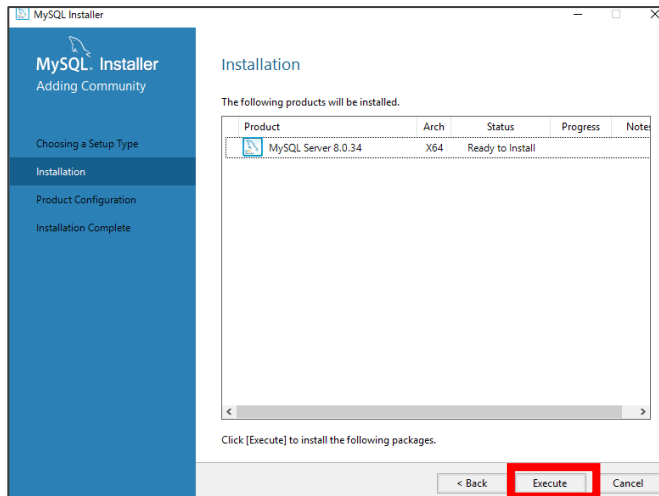 MySQL Installer
MySQL. Installer
Adding Community
Choosing a Setup Type
Installation
Product Configuration
Installation Complete
Installation
The following products will be installed.
Product Arch Status Progress Notes
MySQL Server 8.0.34 X64 Ready to Install
Click [Execute] to install the following packages.
< Back Execute Cancel